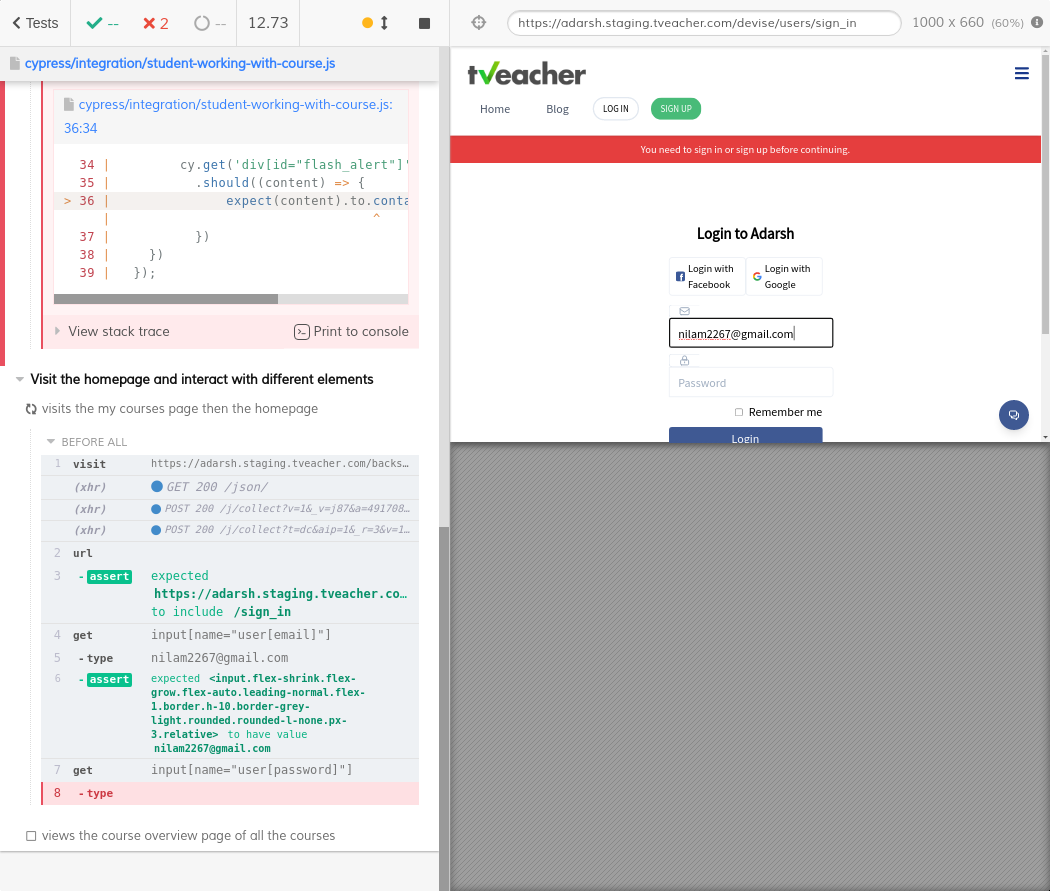 Tests
--
2
--
12.73
cypress/integration/student-working-with-course.js
cypress/integration/student-working-with-course.js:
36:34
34 | cy.get('div[id="flash_alert"]'
35 | .should((content) => {
> 36 | expect(content).to.conta
| ^
37 | })
38 | })
39 | });
View stack trace
Print to console
Visit the homepage and interact with different elements
visits the my courses page then the homepage
BEFORE ALL
1 visit https://adarsh.staging.tveacher.com/backs…
(xhr) GET 200 /json/
(xhr) POST 200 /j/collect?v=1&_v=j87&a=491708…
(xhr) POST 200 /j/collect?t=dc&aip=1&_r=3&v=1…
2 url
3 - assert expected
https://adarsh.staging.tveacher.co…
to include /sign_in
4 get input[name="user[email]"]
5 - type nilam2267@gmail.com
6 - assert expected <input.flex-shrink.flex-
grow.flex-auto.leading-normal.flex-
1.border.h-10.border-grey-
light.rounded.rounded-l-none.px-
3.relative> to have value
nilam2267@gmail.com
7 get input[name="user[password]"]
8 - type
views the course overview page of all the courses
https://adarsh.staging.tveacher.com/devise/users/sign_in
1000 x 660 (60%)
tveacher
Home Blog LOG IN SIGN UP
You need to sign in or sign up before continuing.
Login to Adarsh
Login with
Facebook
Login with
Google
nilam2267@gmail.com
Password
Remember me
Login